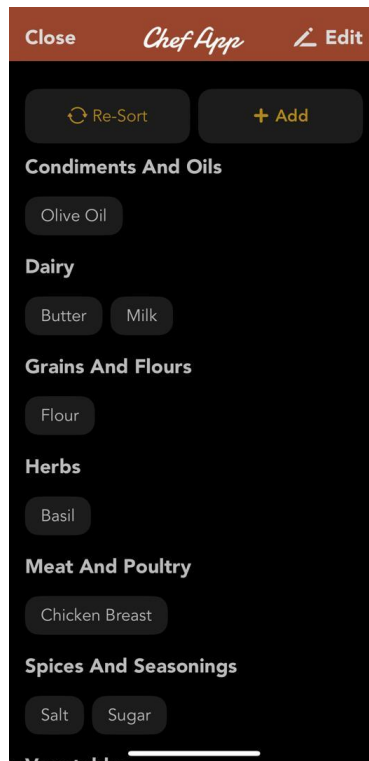 Close Chef App Edit
Re-Sort + Add
Condiments And Oils
Olive Oil
Dairy
Butter Milk
Grains And Flours
Flour
Herbs
Basil
Meat And Poultry
Chicken Breast
Spices And Seasonings
Salt Sugar